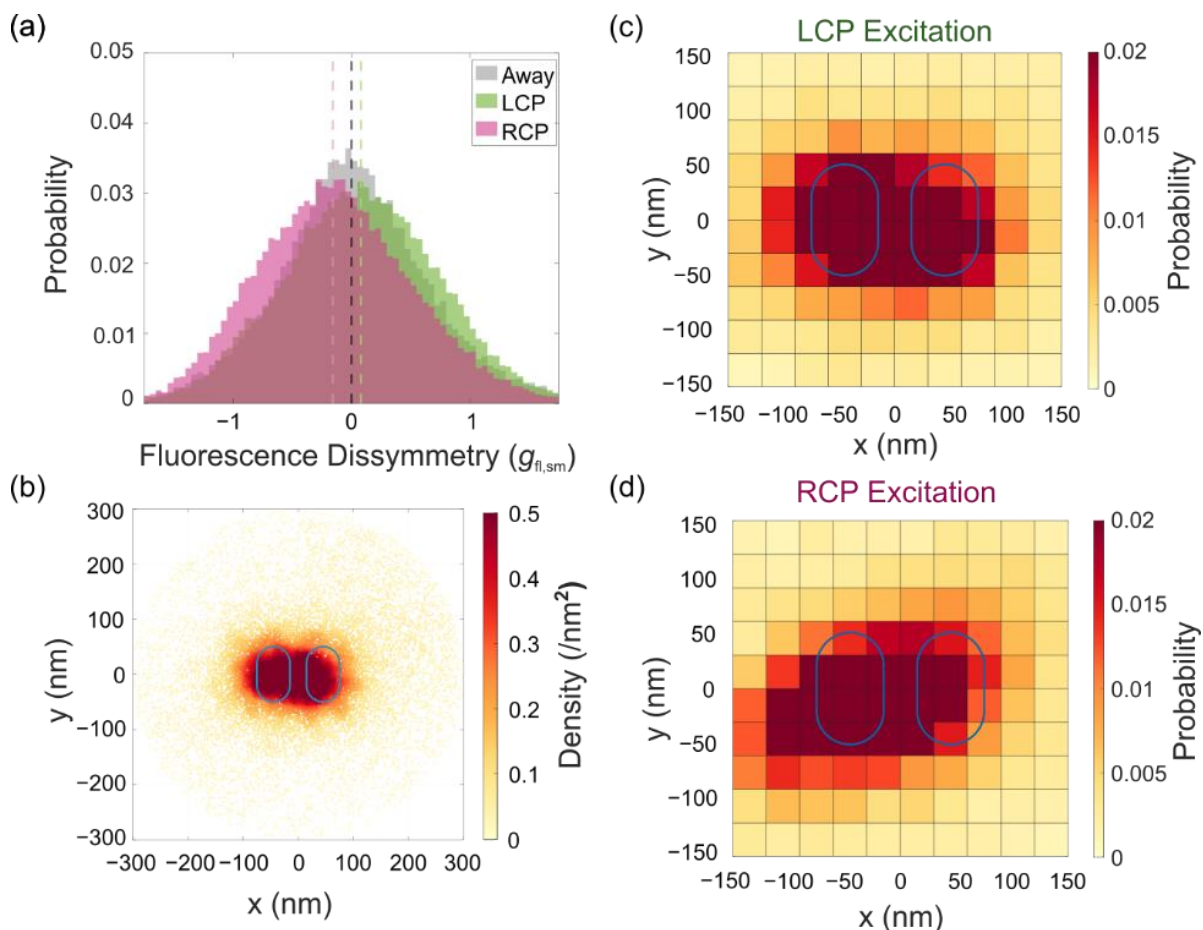 (a)
0.05
0.04
0.03
0.02
0.01
0
Probability
Away
LCP
RCP
−1
0
1
Fluorescence Dissymmetry (gfl,sm)
(b)
300
200
100
0
−100
−200
−300
y (nm)
−300 −200 −100 0 100 200 300
x (nm)
0.5
0.4
0.3
0.2
0.1
0
Density (/nm²)
(c)
LCP Excitation
150
100
50
0
−50
−100
−150
y (nm)
−150 −100 −50 0 50 100 150
x (nm)
0.02
0.015
0.01
0.005
0
Probability
(d)
RCP Excitation
150
100
50
0
−50
−100
−150
y (nm)
−150 −100 −50 0 50 100 150
x (nm)
0.02
0.015
0.01
0.005
0
Probability